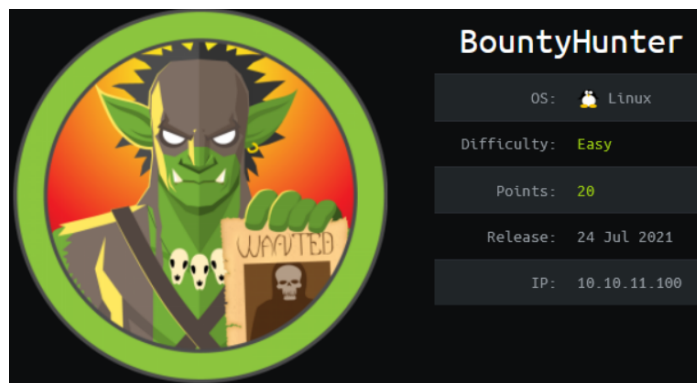 BountyHunter
OS: Linux
Difficulty: Easy
Points: 20
Release: 24 Jul 2021
IP: 10.10.11.100
WANTED